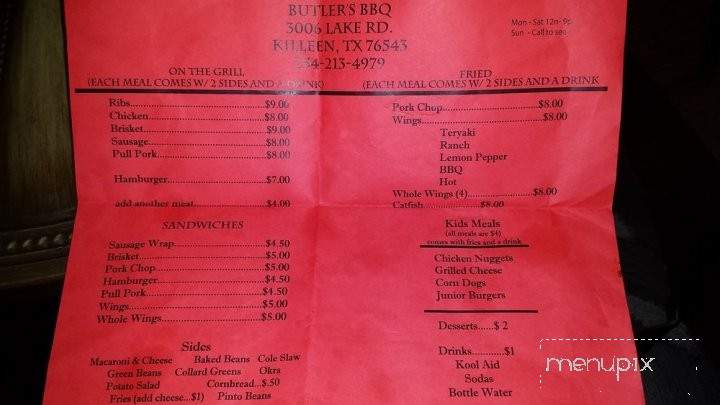 BUTLER'S BBQ
3006 LAKE RD.
KILLEEN, TX 76543
254-213-4979
Mon - Sat 12n- 9p
Sun - Call to see
ON THE GRILL
(EACH MEAL COMES W/ 2 SIDES AND A DRINK)
Ribs...$9.00
Chicken...$8.00
Brisket...$9.00
Sausage...$8.00
Pull Pork...$8.00
Hamburger...$7.00
add another meat...$4.00
SANDWICHES
Sausage Wrap...$4.50
Brisket...$5.00
Pork Chop...$5.00
Hamburger...$4.50
Pull Pork...$4.50
Wings...$5.00
Whole Wings...$5.00
Sides
Macaroni & Cheese Baked Beans Cole Slaw
Green Beans Collard Greens Okra
Potato Salad Cornbread...$.50
Fries (add cheese...$1) Pinto Beans
FRIED
(EACH MEAL COMES W/ 2 SIDES AND A DRINK
Pork Chop...$8.00
Wings...$8.00
Teryaki
Ranch
Lemon Pepper
BBQ
Hot
Whole Wings (4)...$8.00
Catfish...$8.00
Kids Meals
(all meals are $4)
comes with fries and a drink
Chicken Nuggets
Grilled Cheese
Corn Dogs
Junior Burgers
Desserts.....$ 2
Drinks...$1
Kool Aid
Sodas
Bottle Water
menupix